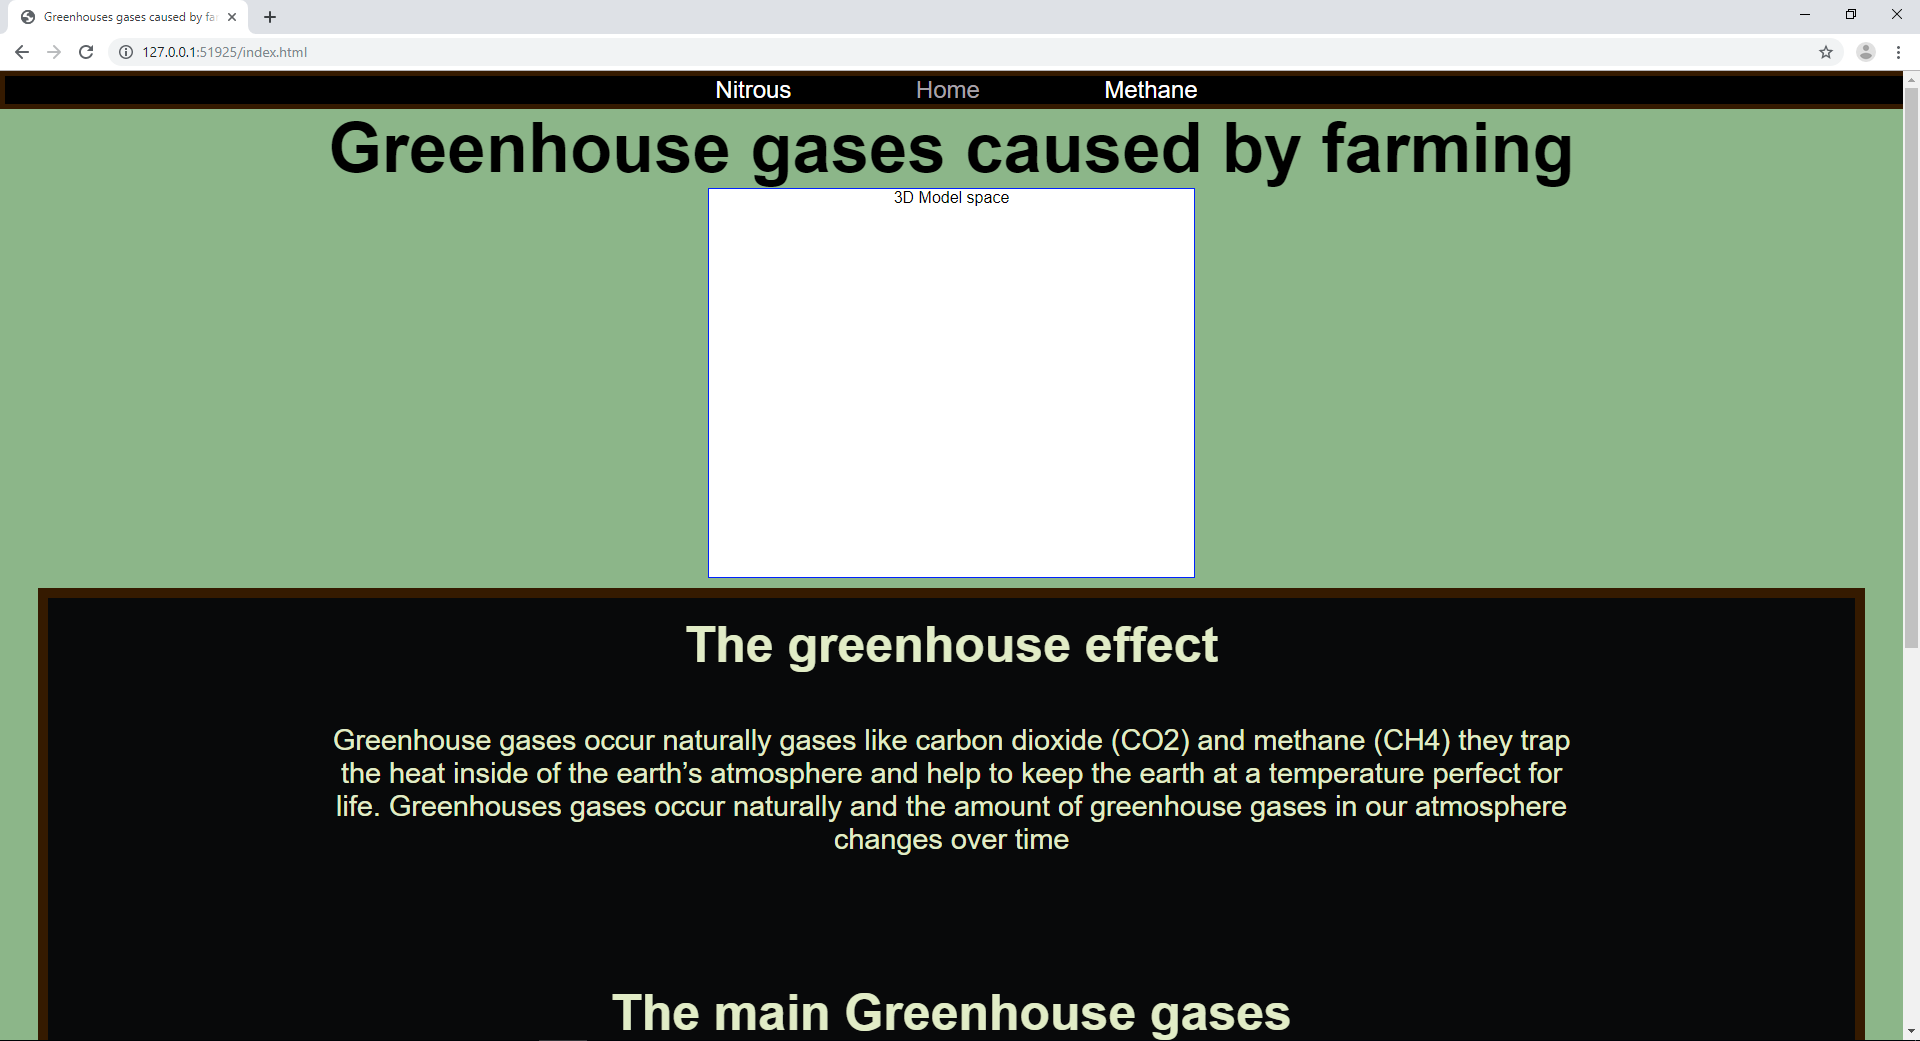 Greenhouses gases caused by fa
127.0.0.1:51925/index.html
Nitrous Home Methane
Greenhouse gases caused by farming
3D Model space
The greenhouse effect
Greenhouse gases occur naturally gases like carbon dioxide (CO2) and methane (CH4) they trap
the heat inside of the earth’s atmosphere and help to keep the earth at a temperature perfect for
life. Greenhouses gases occur naturally and the amount of greenhouse gases in our atmosphere
changes over time
The main Greenhouse gases